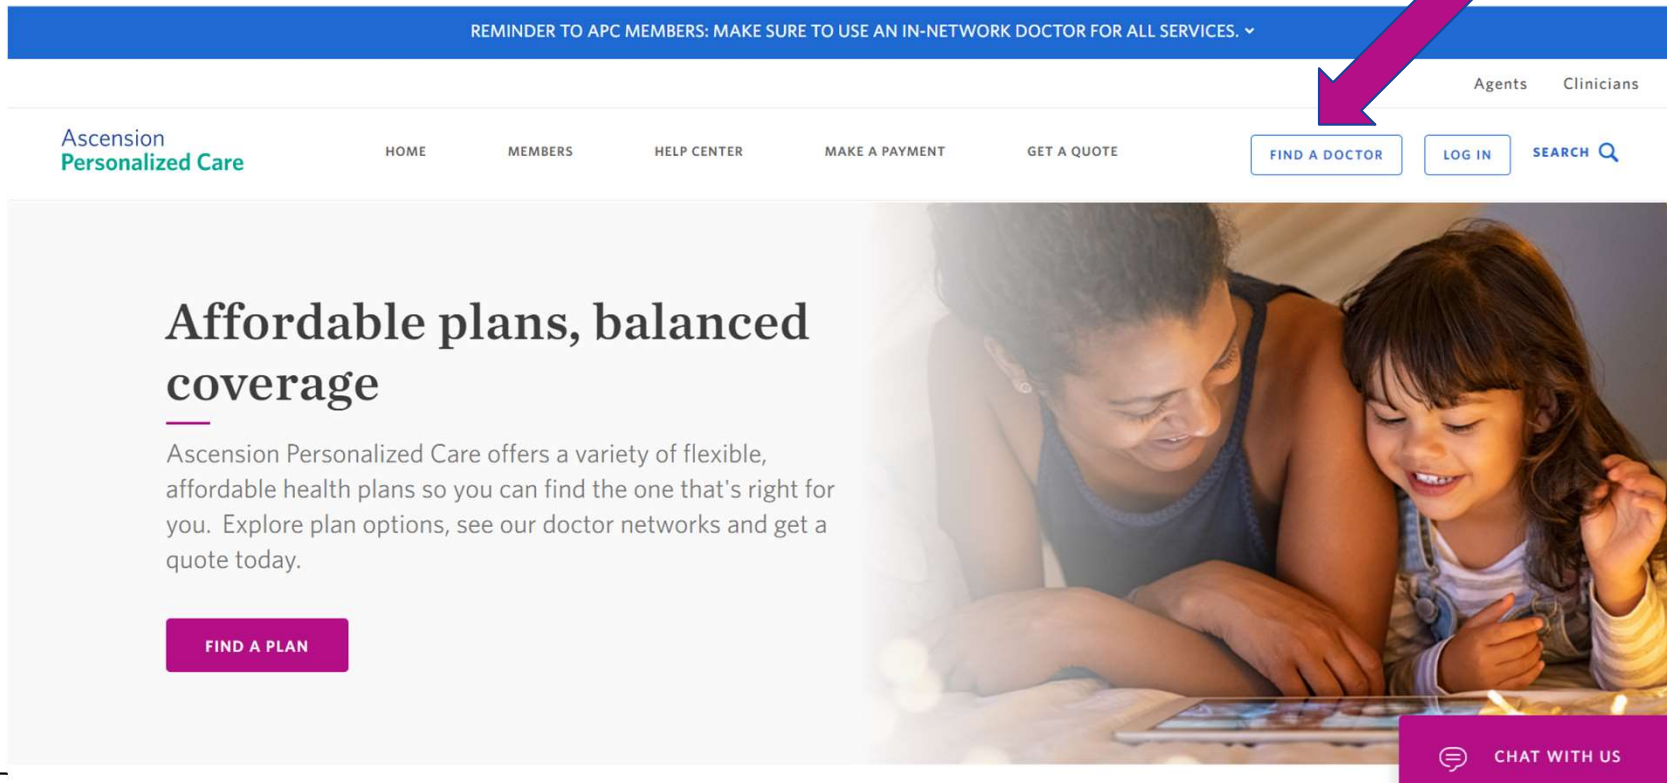 REMINDER TO APC MEMBERS: MAKE SURE TO USE AN IN-NETWORK DOCTOR FOR ALL SERVICES.
Agents Clinicians
Ascension
Personalized Care
HOME MEMBERS HELP CENTER MAKE A PAYMENT GET A QUOTE FIND A DOCTOR LOG IN SEARCH
Affordable plans, balanced
coverage
Ascension Personalized Care offers a variety of flexible,
affordable health plans so you can find the one that's right for
you. Explore plan options, see our doctor networks and get a
quote today.
FIND A PLAN
CHAT WITH US